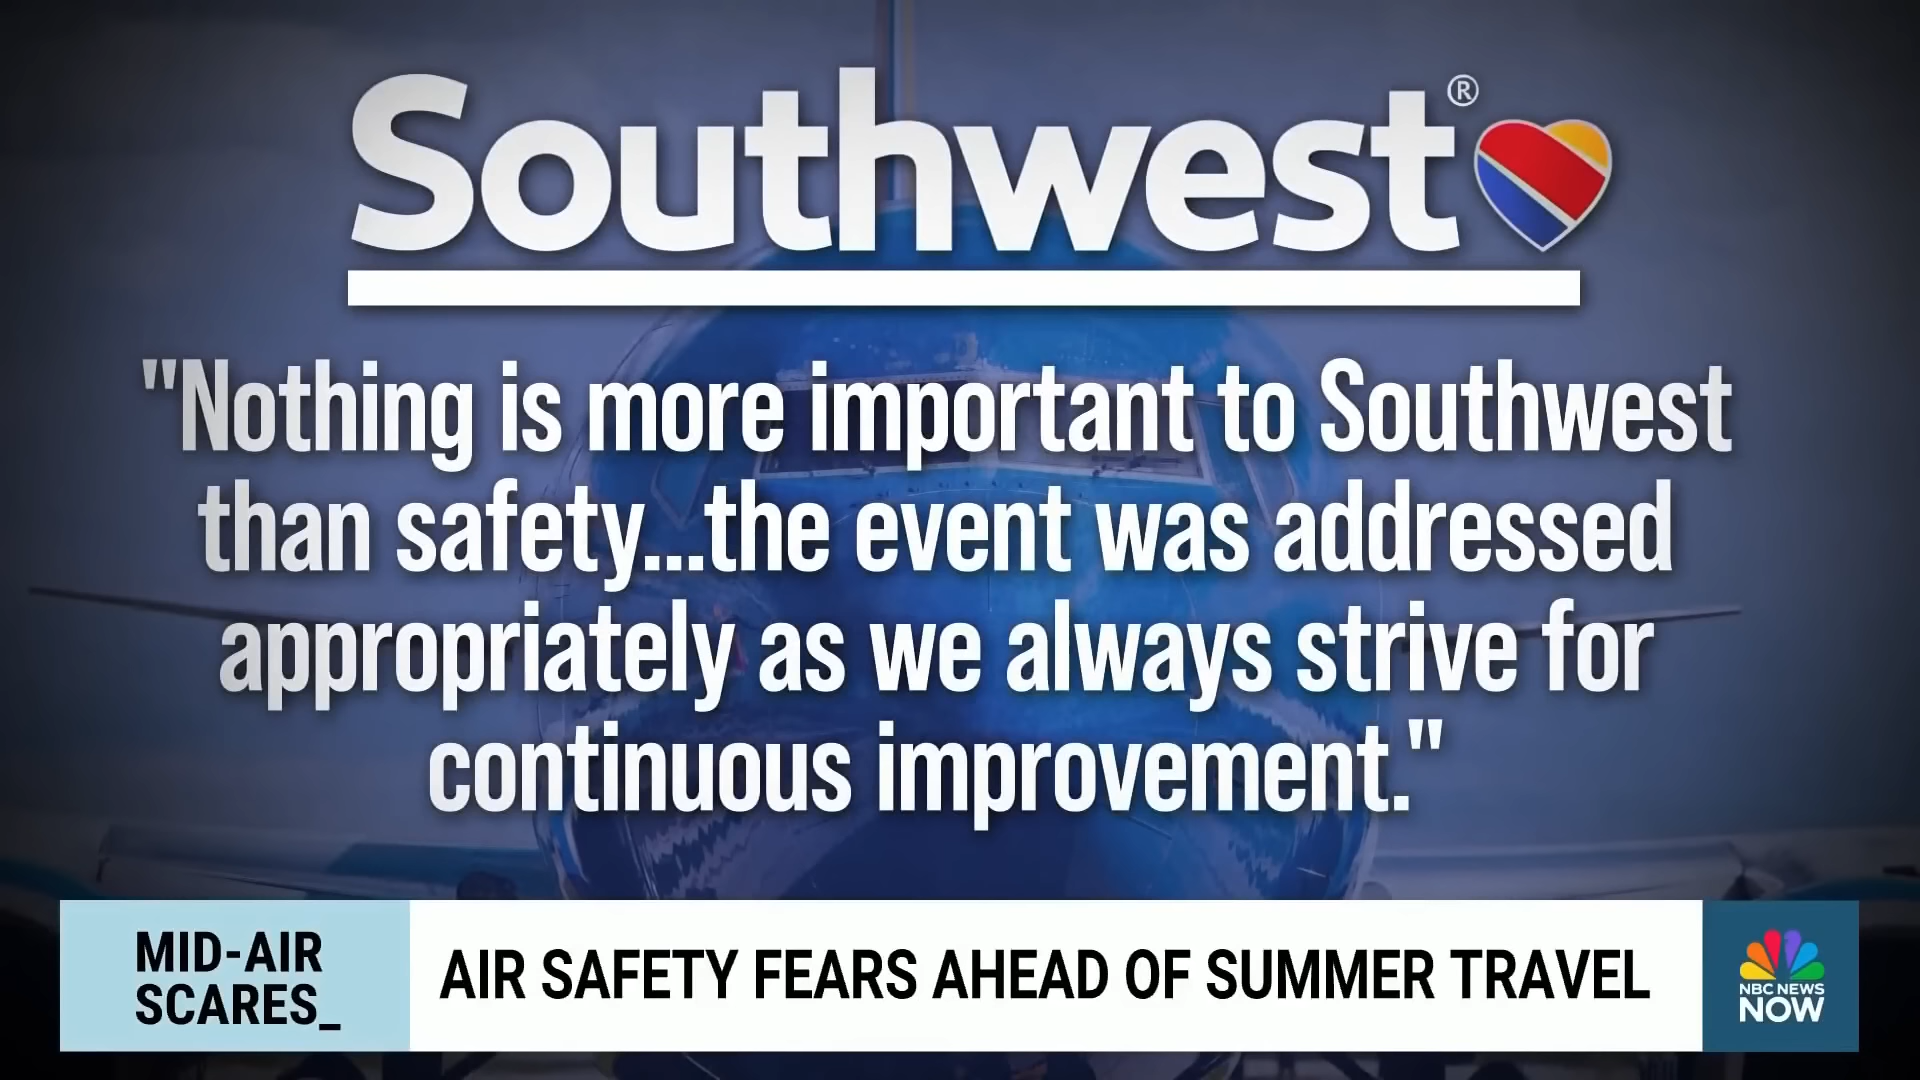 Southwest®
"Nothing is more important to Southwest
than safety...the event was addressed
appropriately as we always strive for
continuous improvement."
MID-AIR
SCARES_
AIR SAFETY FEARS AHEAD OF SUMMER TRAVEL
NBC NEWS
NOW